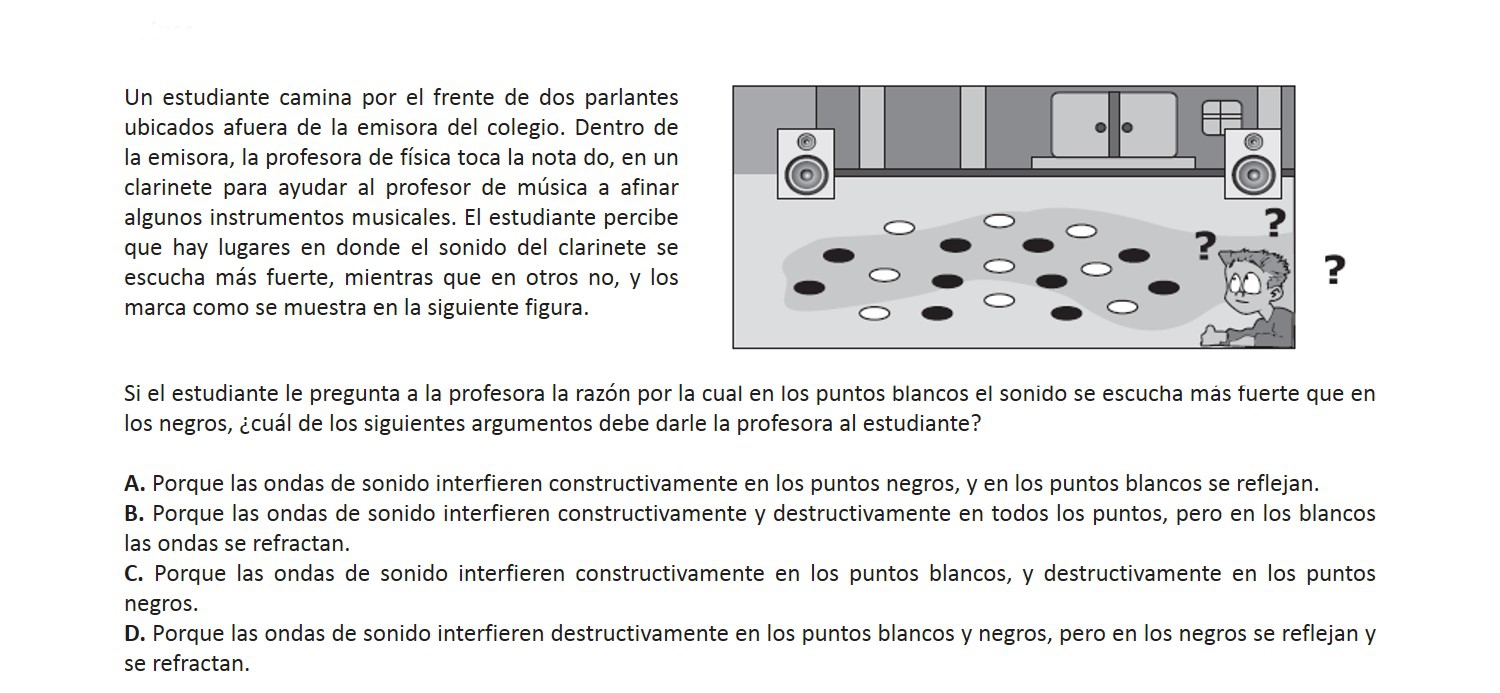 Un estudiante camina por el frente de dos parlantes
ubicados afuera de la emisora del colegio. Dentro de
la emisora, la profesora de física toca la nota do, en un
clarinete para ayudar al profesor de música a afinar
algunos instrumentos musicales. El estudiante percibe
que hay lugares en donde el sonido del clarinete se
escucha más fuerte, mientras que en otros no, y los
marca como se muestra en la siguiente figura.
?
?
?
Si el estudiante le pregunta a la profesora la razón por la cual en los puntos blancos el sonido se escucha más fuerte que en
los negros, ¿cuál de los siguientes argumentos debe darle la profesora al estudiante?
A. Porque las ondas de sonido interfieren constructivamente en los puntos negros, y en los puntos blancos se reflejan.
B. Porque las ondas de sonido interfieren constructivamente y destructivamente en todos los puntos, pero en los blancos
las ondas se refractan.
C. Porque las ondas de sonido interfieren constructivamente en los puntos blancos, y destructivamente en los puntos
negros.
D. Porque las ondas de sonido interfieren destructivamente en los puntos blancos y negros, pero en los negros se reflejan y
se refractan.